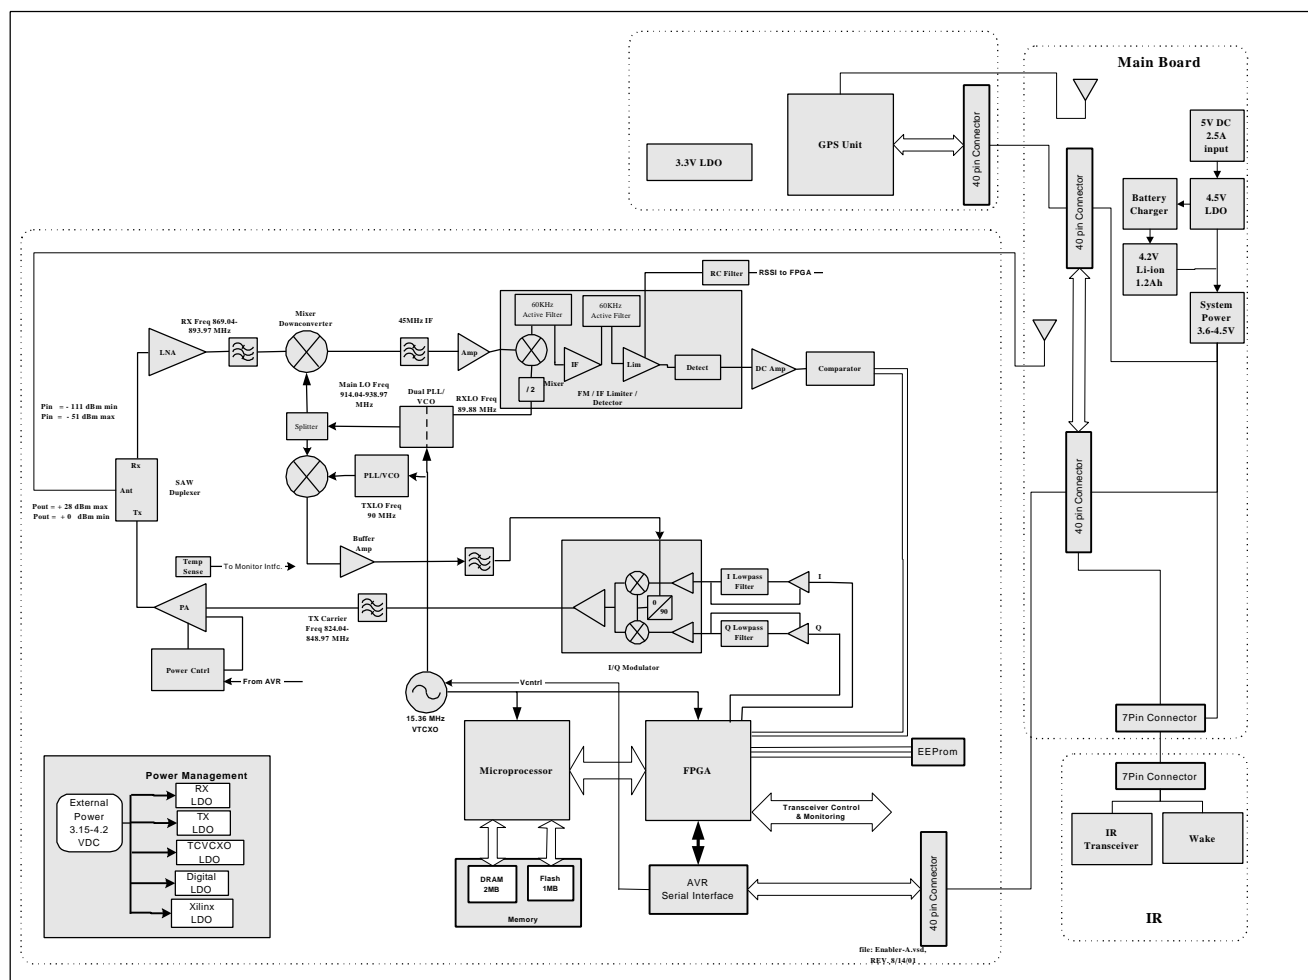 Main Board
5V DC
2.5A
input
GPS Unit
40 pin Connector
3.3V LDO
40 pin Connector
Battery
Charger
4.5V
LDO
4.2V
Li-ion
1.2Ah
System
Power
3.6-4.5V
RC Filter
RSSI to FPGA
60KHz
Active Filter
60KHz
Active Filter
RX Freq 869.04-
893.97 MHz
Mixer
Downconverter
45MHz IF
LNA
Amp
IF
Lim
Detect
DC Amp
Comparator
/ 2
Mixer
FM / IF Limiter /
Detector
Main LO Freq
914.04-938.97
MHz
Dual PLL/
VCO
RXLO Freq
89.88 MHz
Pin = - 111 dBm min
Pin = - 51 dBm max
Splitter
Rx
Ant
Tx
SAW
Duplexer
PLL/VCO
TXLO Freq
90 MHz
Pout = + 28 dBm max
Pout = + 0 dBm min
40 pin Connector
Buffer
Amp
Temp
Sense
To Monitor Intfc.
I Lowpass
Filter
I
0
90
PA
TX Carrier
Freq 824.04-
848.97 MHz
Q Lowpass
Filter
Q
I/Q Modulator
Power Cntrl
From AVR
Vcntrl
15.36 MHz
VTCXO
7Pin Connector
Microprocessor
FPGA
EEProm
7Pin Connector
Power Management
External
Power
3.15-4.2
VDC
RX
LDO
TX
LDO
TCVCXO
LDO
Digital
LDO
Xilinx
LDO
Transceiver Control
& Monitoring
IR
Transceiver
Wake
DRAM
2MB
Flash
1MB
Memory
AVR
Serial Interface
40 pin Connector
IR
file: Enabler-A.vsd,
REV. 8/14/01